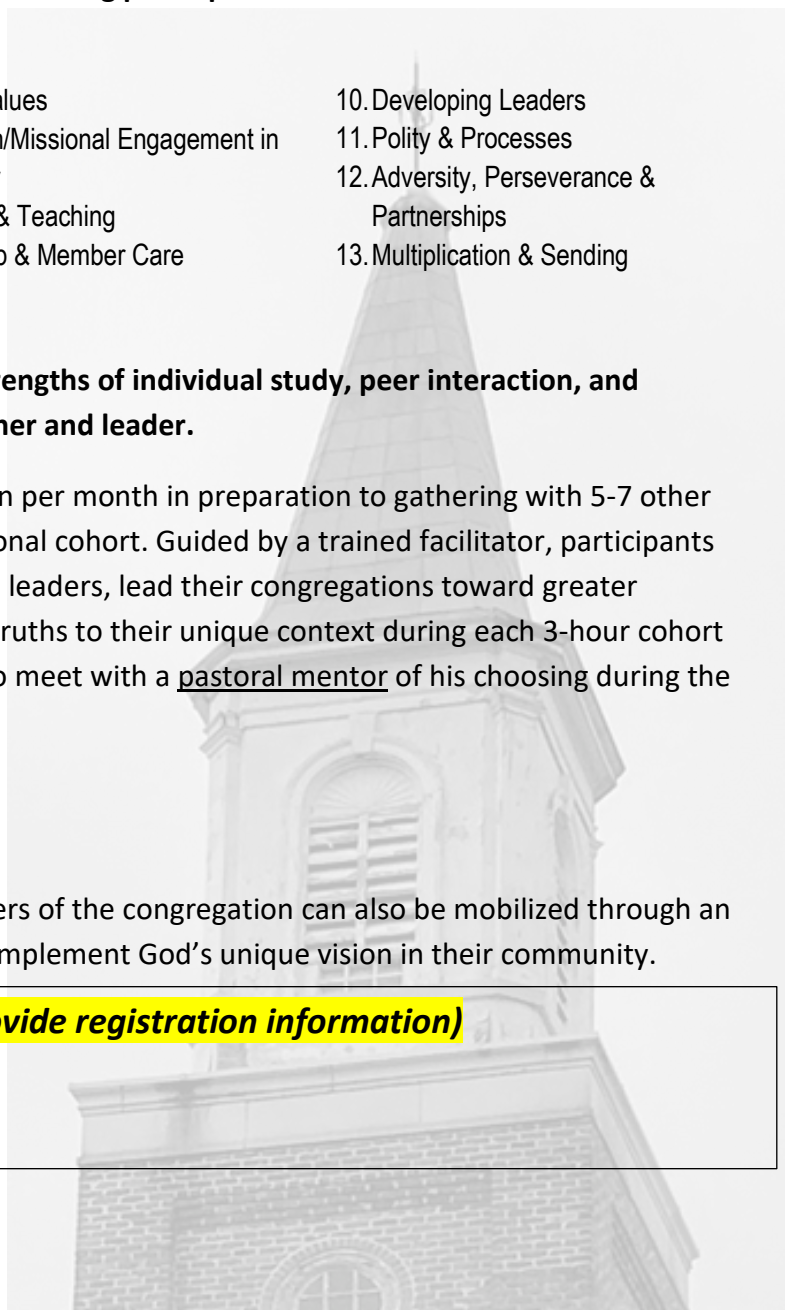 alues
/Missional Engagement in
& Teaching
& Member Care
10. Developing Leaders
11. Polity & Processes
12. Adversity, Perseverance &
Partnerships
13. Multiplication & Sending
engths of individual study, peer interaction, and
her and leader.
n per month in preparation to gathering with 5-7 other
onal cohort. Guided by a trained facilitator, participants
leaders, lead their congregations toward greater
ruths to their unique context during each 3-hour cohort
o meet with a pastoral mentor of his choosing during the
ers of the congregation can also be mobilized through an
mplement God’s unique vision in their community.
vide registration information)